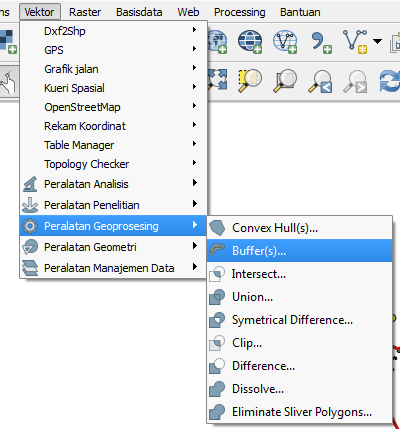 ns Vektor Raster Basisdata Web Processing Bantuan
Dxf2Shp
GPS
Grafik jalan
Kueri Spasial
OpenStreetMap
Rekam Koordinat
Table Manager
Topology Checker
Peralatan Analisis
Peralatan Penelitian
Peralatan Geoprosesing
Peralatan Geometri
Peralatan Manajemen Data
Convex Hull(s)...
Buffer(s)...
Intersect...
Union...
Symetrical Difference...
Clip...
Difference...
Dissolve...
Eliminate Sliver Polygons...